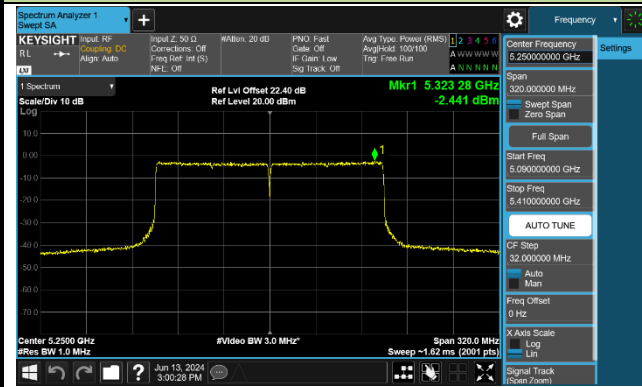 Spectrum Analyzer 1
Swept SA
Frequency
KEYSIGHT
RL
LXI
Input: RF
Coupling: DC
Align: Auto
Input Z: 50 Ω
Corrections: Off
Freq Ref: Int (S)
NFE: Off
#Atten: 20 dB
PNO: Fast
Gate: Off
IF Gain: Low
Sig Track: Off
Avg Type: Power (RMS)
Avg|Hold: 100/100
Trig: Free Run
1 2 3 4 5 6
A WWWWW
A NNNNN
1 Spectrum
Scale/Div 10 dB
Log
Ref Lvl Offset 22.40 dB
Ref Level 20.00 dBm
Mkr1 5.323 28 GHz
-2.441 dBm
1
10.0
0.00
-10.0
-20.0
-30.0
-40.0
-50.0
-60.0
-70.0
Center 5.2500 GHz
#Res BW 1.0 MHz
#Video BW 3.0 MHz*
Span 320.0 MHz
Sweep ~1.62 ms (2001 pts)
Jun 13, 2024
3:00:28 PM
Center Frequency
5.250000000 GHz
Settings
Span
320.000000 MHz
Swept Span
Zero Span
Full Span
Start Freq
5.090000000 GHz
Stop Freq
5.410000000 GHz
AUTO TUNE
CF Step
32.000000 MHz
Auto
Man
Freq Offset
0 Hz
X Axis Scale
Log
Lin
Signal Track
(Span Zoom)